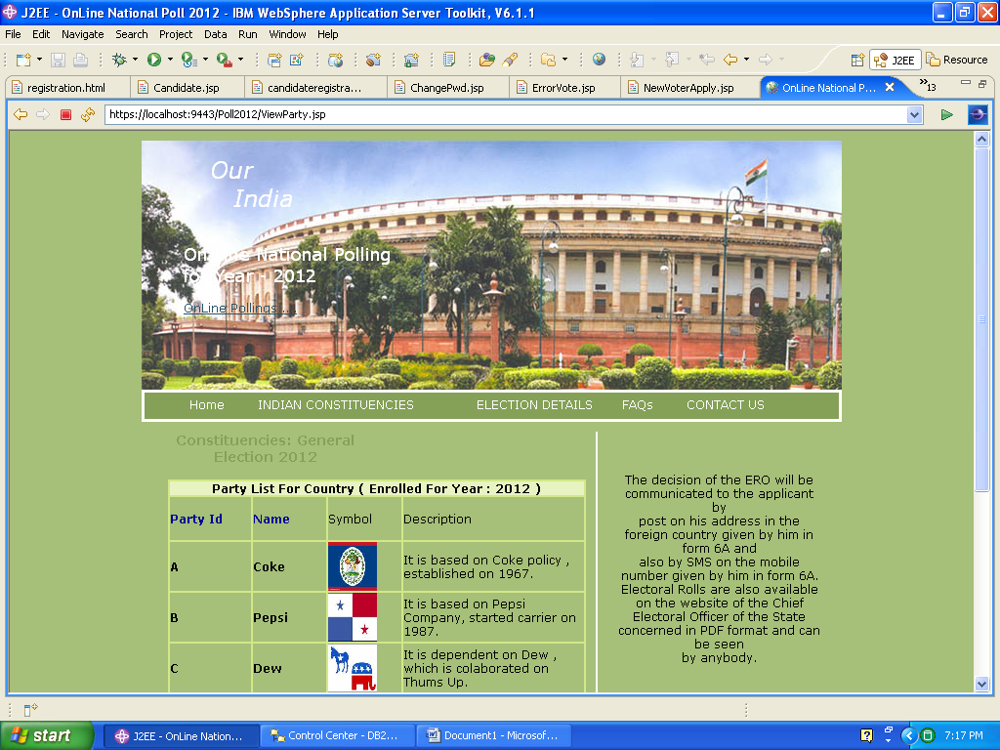 J2EE - OnLine National Poll 2012 - IBM WebSphere Application Server Toolkit, V6.1.1
File Edit Navigate Search Project Data Run Window Help
J2EE Resource
registration.html Candidate.jsp candidateregistra... ChangePwd.jsp ErrorVote.jsp NewVoterApply.jsp OnLine National P... »13
https://localhost:9443/Poll2012/ViewParty.jsp
Our
India
OnLine National Polling
for Year - 2012
OnLine Pollings ...
Home INDIAN CONSTITUENCIES ELECTION DETAILS FAQs CONTACT US
Constituencies: General
Election 2012
Party List For Country ( Enrolled For Year : 2012 )
Party Id Name Symbol Description
A Coke It is based on Coke policy ,
established on 1967.
B Pepsi It is based on Pepsi
Company, started carrier on
1987.
C Dew It is dependent on Dew ,
which is colaborated on
Thums Up.
The decision of the ERO will be
communicated to the applicant
by
post on his address in the
foreign country given by him in
form 6A and
also by SMS on the mobile
number given by him in form 6A.
Electoral Rolls are also available
on the website of the Chief
Electoral Officer of the State
concerned in PDF format and can
be seen
by anybody.
start J2EE - OnLine Nation... Control Center - DB2... Document1 - Microsof... 7:17 PM